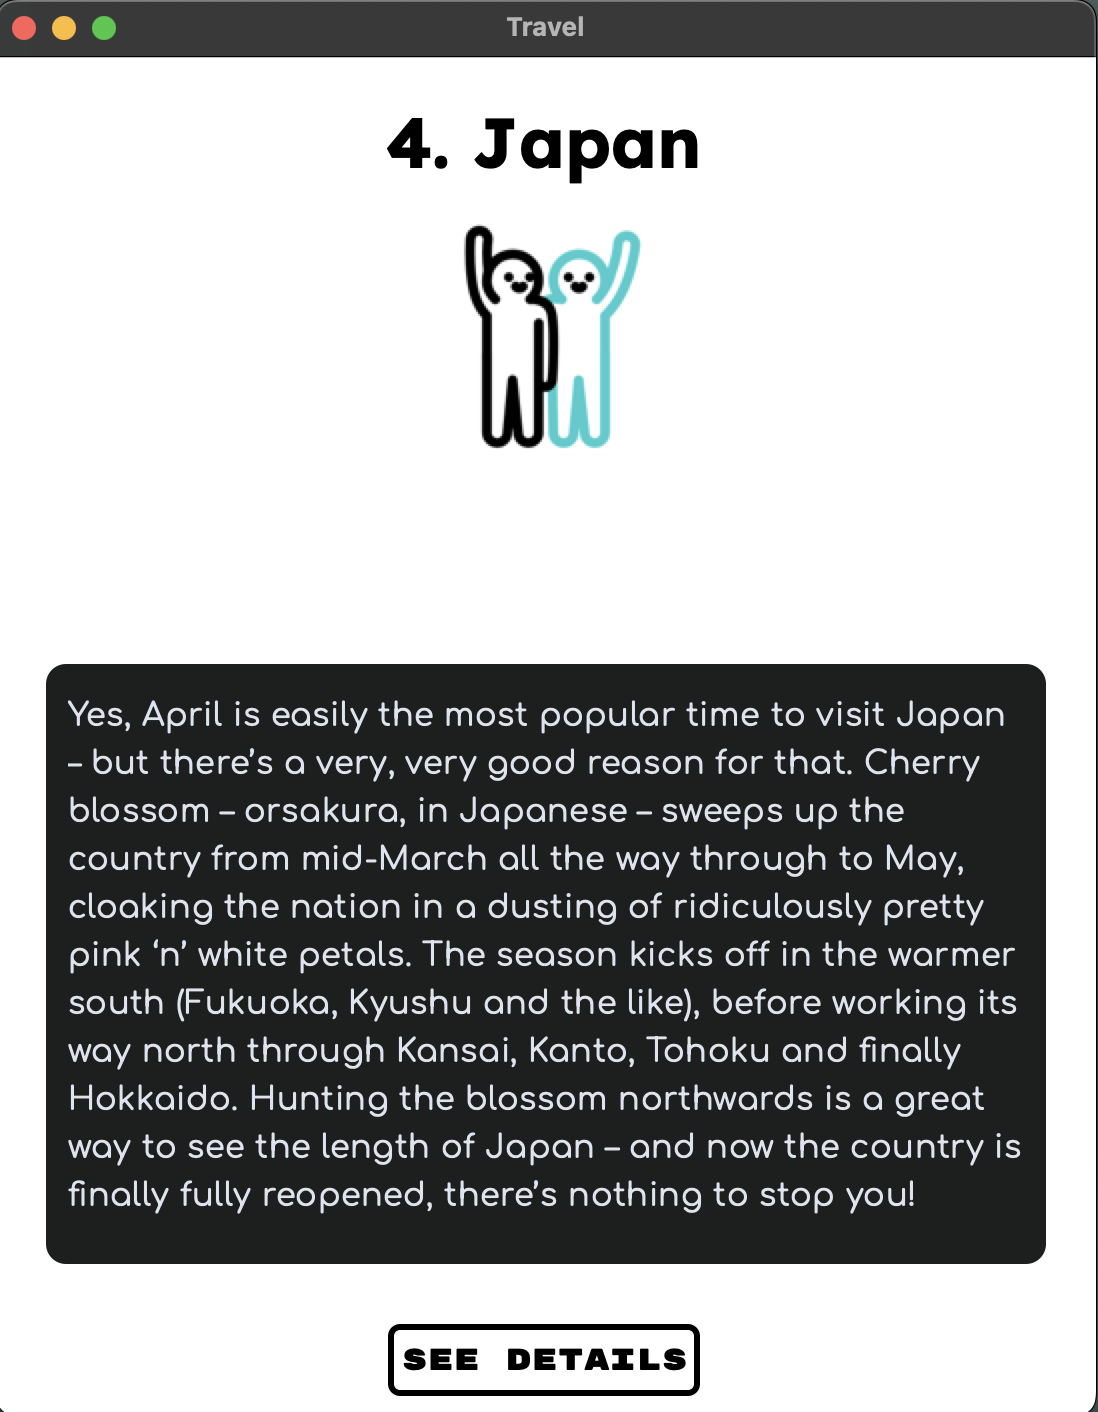 Travel
4. Japan
Yes, April is easily the most popular time to visit Japan
– but there’s a very, very good reason for that. Cherry
blossom – orsakura, in Japanese – sweeps up the
country from mid-March all the way through to May,
cloaking the nation in a dusting of ridiculously pretty
pink ‘n’ white petals. The season kicks off in the warmer
south (Fukuoka, Kyushu and the like), before working its
way north through Kansai, Kanto, Tohoku and finally
Hokkaido. Hunting the blossom northwards is a great
way to see the length of Japan – and now the country is
finally fully reopened, there’s nothing to stop you!
SEE DETAILS